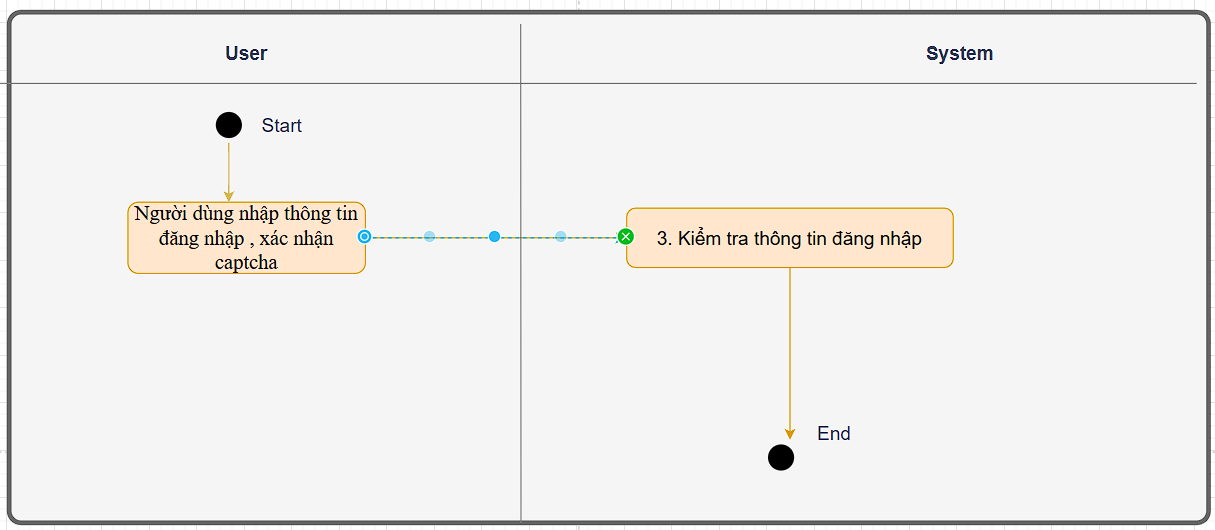 User
System
Start
Người dùng nhập thông tin
đăng nhập , xác nhận
captcha
3. Kiểm tra thông tin đăng nhập
End